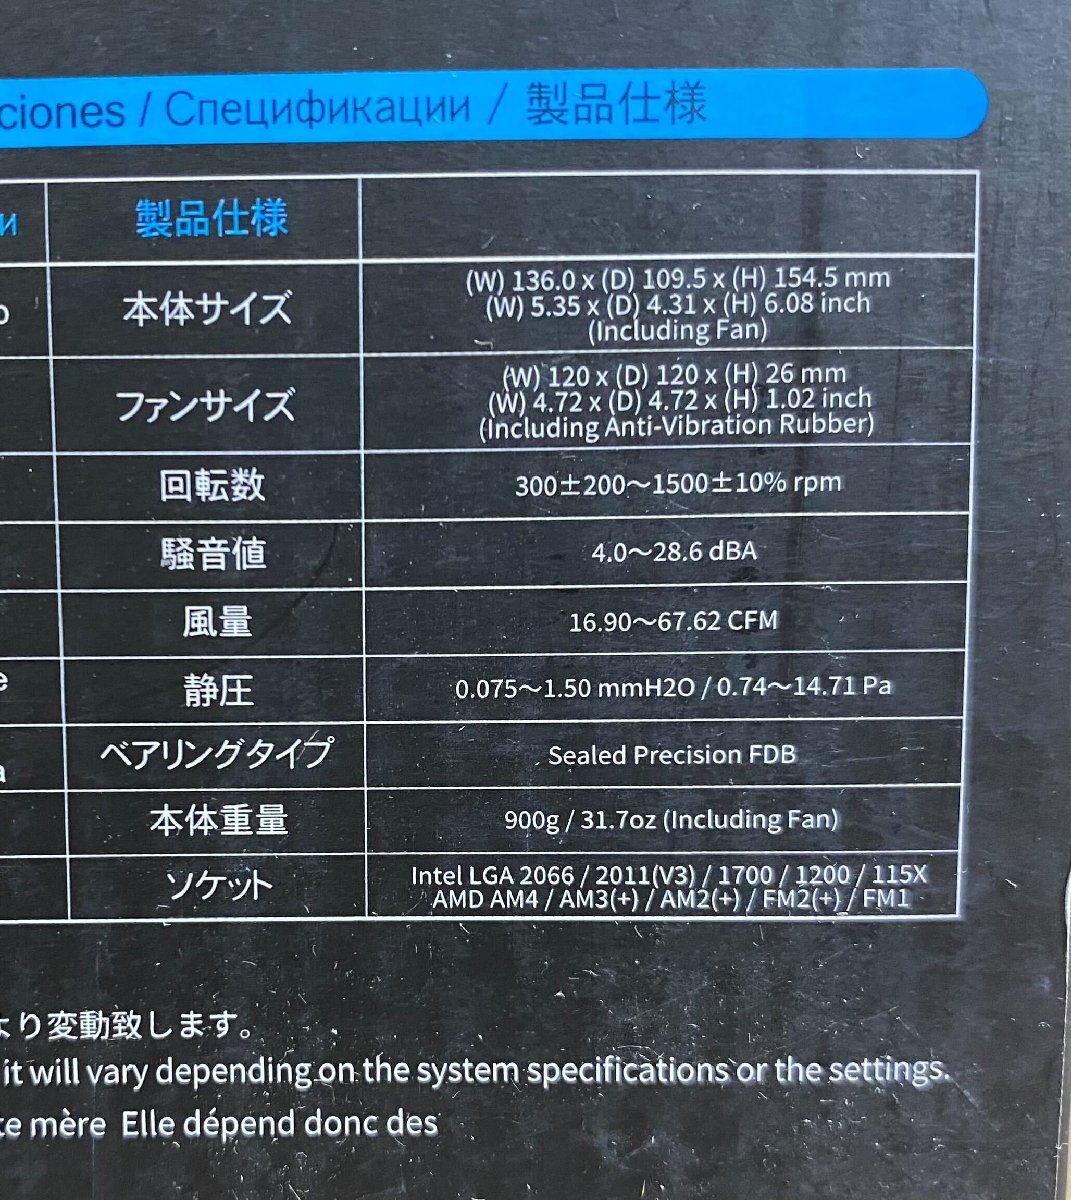 ciones / Спецификации / 製品仕様
и 製品仕様
本体サイズ
(W) 136.0 x (D) 109.5 x (H) 154.5 mm
(W) 5.35 x (D) 4.31 x (H) 6.08 inch
(Including Fan)
ファンサイズ
(W) 120 x (D) 120 x (H) 26 mm
(W) 4.72 x (D) 4.72 x (H) 1.02 inch
(Including Anti-Vibration Rubber)
回転数 300±200〜1500±10% rpm
騒音値 4.0〜28.6 dBA
風量 16.90〜67.62 CFM
e 静圧 0.075〜1.50 mmH2O / 0.74〜14.71 Pa
ベアリングタイプ Sealed Precision FDB
a
本体重量 900g / 31.7oz (Including Fan)
ソケット
Intel LGA 2066 / 2011(V3) / 1700 / 1200 / 115X
AMD AM4 / AM3(+) / AM2(+) / FM2(+) / FM1
より変動致します。
it will vary depending on the system specifications or the settings.
te mère Elle dépend donc des